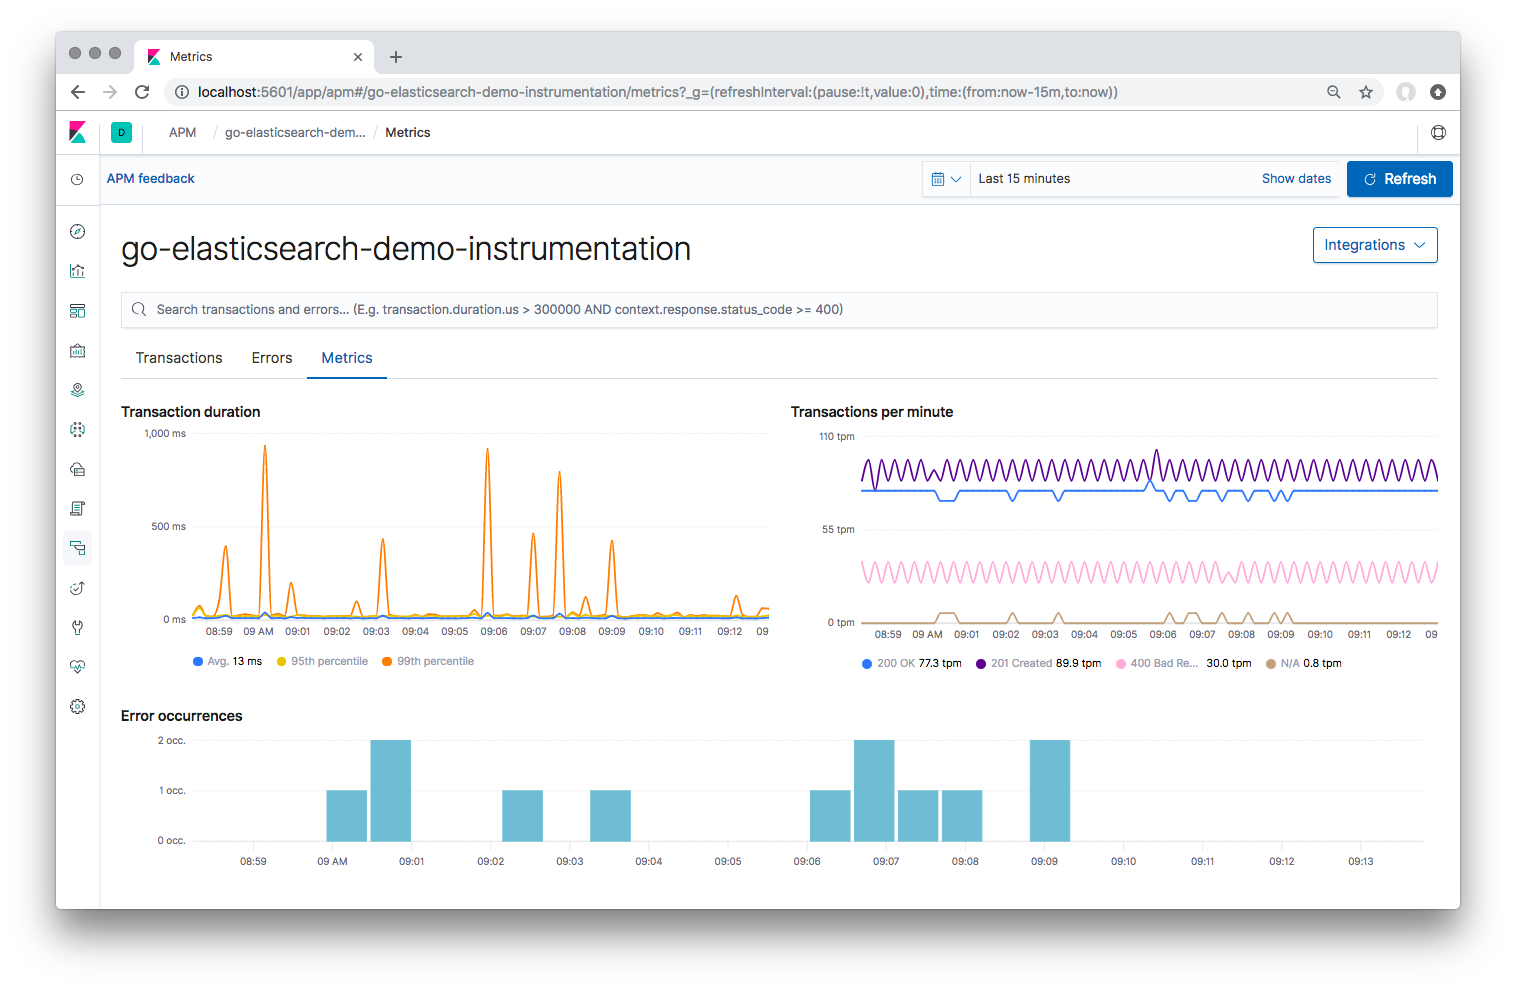 Metrics
localhost:5601/app/apm#/go-elasticsearch-demo-instrumentation/metrics?_g=(refreshInterval:(pause:!t,value:0),time:(from:now-15m,to:now))
D APM / go-elasticsearch-dem... / Metrics
APM feedback
Last 15 minutes Show dates Refresh
go-elasticsearch-demo-instrumentation
Integrations
Search transactions and errors... (E.g. transaction.duration.us > 300000 AND context.response.status_code >= 400)
Transactions Errors Metrics
Transaction duration
1,000 ms
500 ms
0 ms
08:59 09 AM 09:01 09:02 09:03 09:04 09:05 09:06 09:07 09:08 09:09 09:10 09:11 09:12 09
Avg. 13 ms 95th percentile 99th percentile
Transactions per minute
110 tpm
55 tpm
0 tpm
08:59 09 AM 09:01 09:02 09:03 09:04 09:05 09:06 09:07 09:08 09:09 09:10 09:11 09:12 09
200 OK 77.3 tpm 201 Created 89.9 tpm 400 Bad Re... 30.0 tpm N/A 0.8 tpm
Error occurrences
2 occ.
1 occ.
0 occ.
08:59 09 AM 09:01 09:02 09:03 09:04 09:05 09:06 09:07 09:08 09:09 09:10 09:11 09:12 09:13